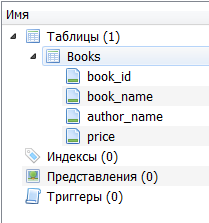 Имя
Таблицы (1)
Books
book_id
book_name
author_name
price
Индексы (0)
Представления (0)
Триггеры (0)